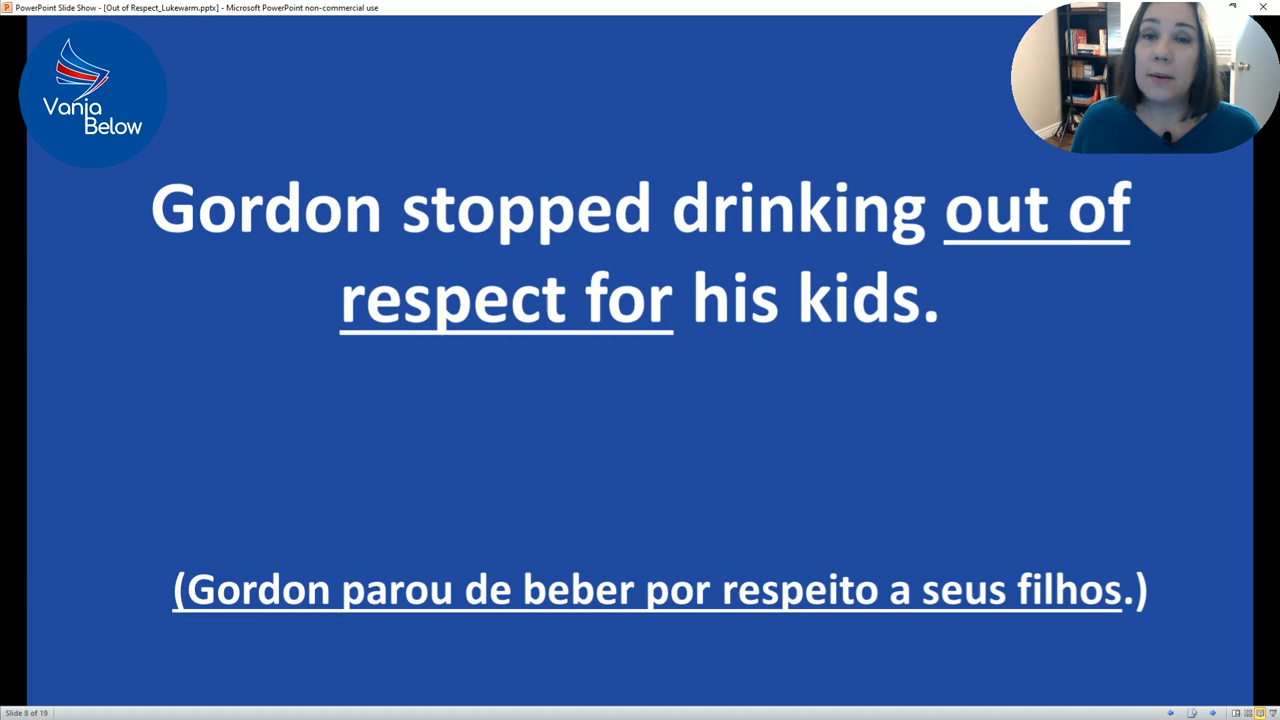 PowerPoint Slide Show - [Out of Respect_Lukewarm.pptx] - Microsoft PowerPoint non-commercial use
Vanja
Below
Gordon stopped drinking out of
respect for his kids.
(Gordon parou de beber por respeito a seus filhos.)
Slide 8 of 19